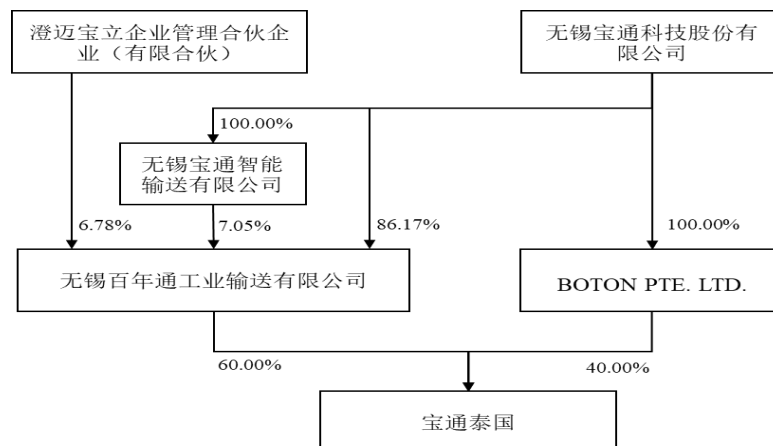 澄迈宝立企业管理合伙企
业（有限合伙）
无锡宝通科技股份有
限公司
100.00%
无锡宝通智能
输送有限公司
6.78%
7.05%
86.17%
100.00%
无锡百年通工业输送有限公司
BOTON PTE. LTD.
60.00%
40.00%
宝通泰国